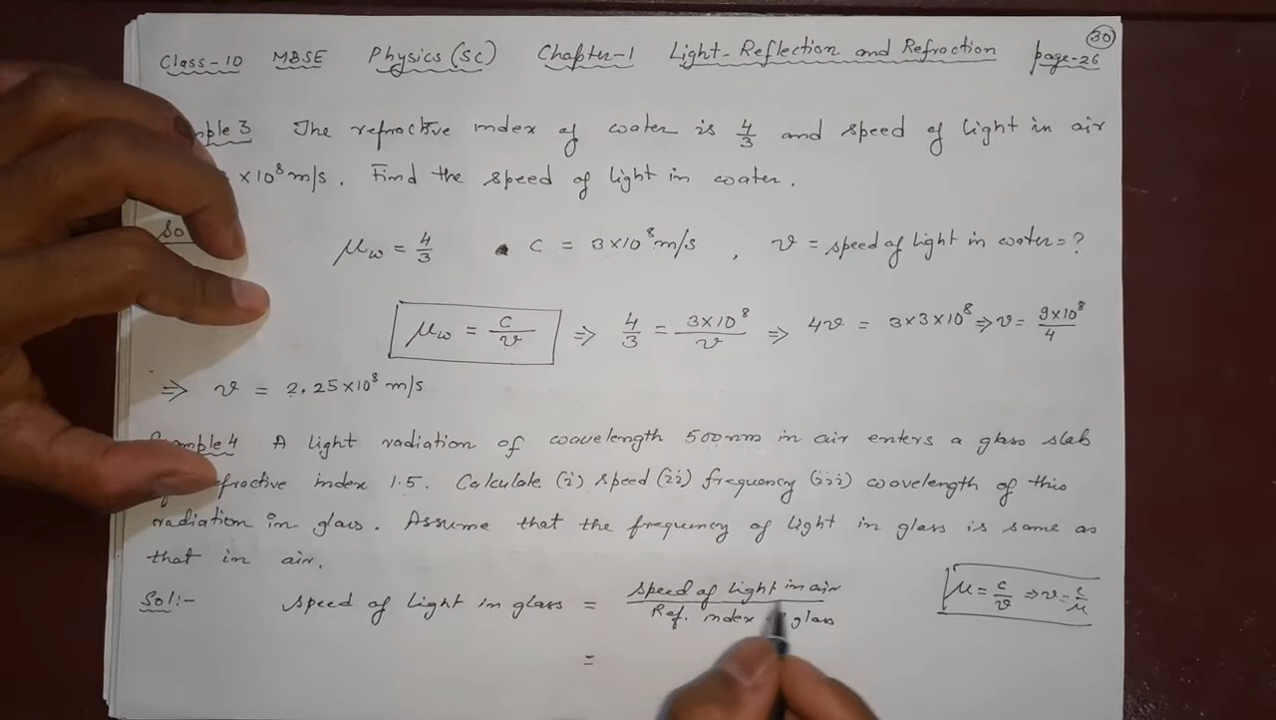 Class-10 MBSE Physics (SC) Chapter-1 Light-Reflection and Refraction page-26 30
The refractive index of water is 4/3 and speed of light in air
×10⁸ m/s. Find the speed of light in water.
So
μw = 4/3 C = 3×10⁸ m/s , v = speed of light in water = ?
μw = c/v ⇒ 4/3 = 3×10⁸/v ⇒ 4v = 3×3×10⁸ ⇒ v = 9×10⁸/4
⇒ v = 2.25×10⁸ m/s
4 A light radiation of wavelength 500nm in air enters a glass slab
index 1.5. Calculate (i) speed (ii) frequency (iii) wavelength of this
radiation in glass. Assume that the frequency of light in glass is same as
that in air.
Sol:- Speed of light in glass = Speed of light in air / Ref. index glass μ = c/v ⇒ v = c/μ
=